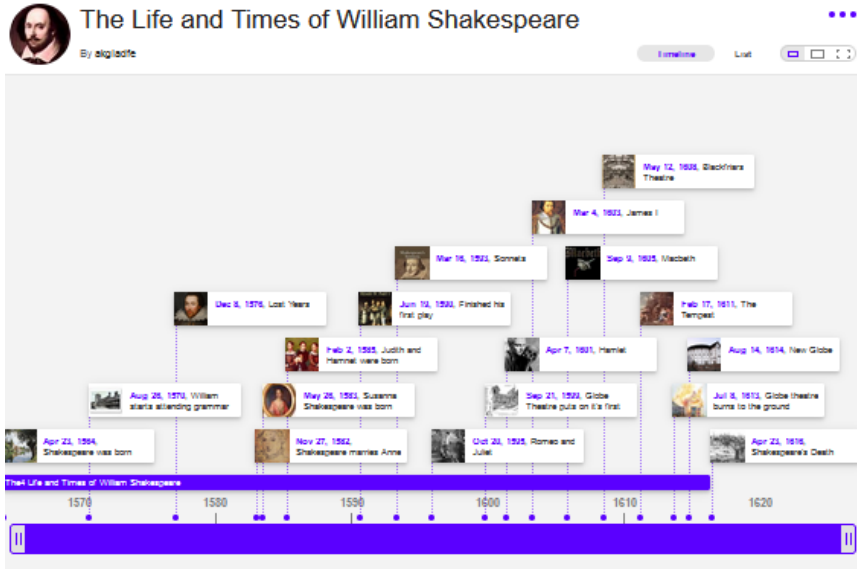 The Life and Times of William Shakespeare
By akgladfe
Timeline
List
May 12, 1608, Blackfriars
Theatre
Mar 4, 1603, James I
Mar 16, 1593, Sonnets
Sep 9, 1605, Macbeth
Dec 8, 1576, Lost Years
Jun 19, 1590, Finished his
first play
Feb 17, 1611, The
Tempest
Feb 2, 1585, Judith and
Hamnet were born
Apr 7, 1601, Hamlet
Aug 14, 1614, New Globe
Aug 26, 1570, William
starts attending grammar
May 26, 1583, Susanna
Shakespeare was born
Sep 21, 1599, Globe
Theatre puts on it's first
Jul 8, 1613, Globe theatre
burns to the ground
Apr 23, 1564,
Shakespeare was born
Nov 27, 1582,
Shakespeare marries Anne
Oct 20, 1595, Romeo and
Juliet
Apr 23, 1616,
Shakespeare's Death
The4 Life and Times of William Shakespeare
1570 1580 1590 1600 1610 1620